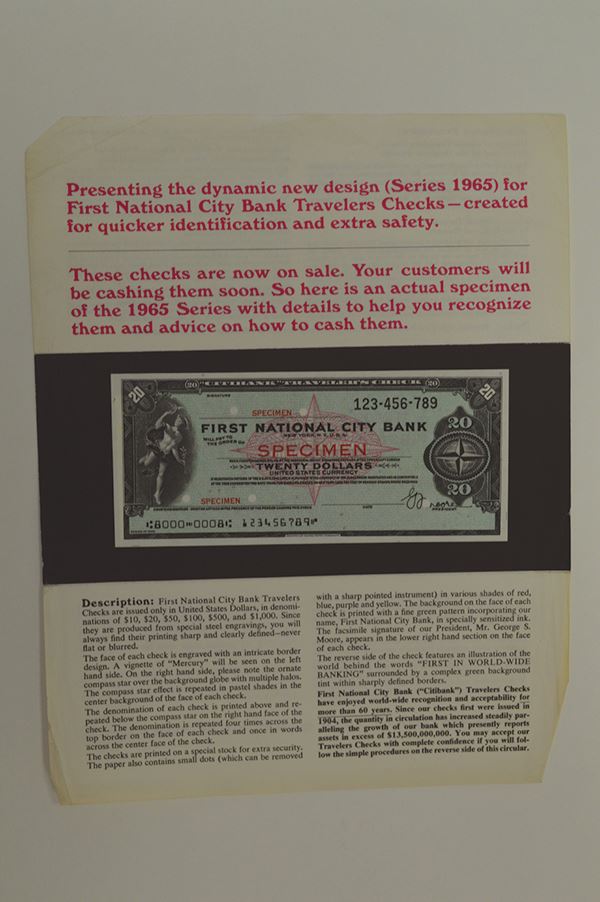 Presenting the dynamic new design (Series 1965) for
First National City Bank Travelers Checks—created
for quicker identification and extra safety.
These checks are now on sale. Your customers will
be cashing them soon. So here is an actual specimen
of the 1965 Series with details to help you recognize
them and advice on how to cash them.
20 "CITIBANK" TRAVELER'S CHECK 20
20 20
SIGNATURE
SPECIMEN 123-456-789
FIRST NATIONAL CITY BANK
NEW YORK, N.Y., U.S.A.
WILL PAY TO
THE ORDER OF
20
SPECIMEN
TWENTY DOLLARS
UNITED STATES CURRENCY
20
SPECIMEN
DATE
Moore
PRESIDENT
⑆8000⑉0008⑆ 123456789⑈
Description: First National City Bank Travelers
Checks are issued only in United States Dollars, in denomi-
nations of $10, $20, $50, $100, $500, and $1,000. Since
they are produced from special steel engravings, you will
always find their printing sharp and clearly defined—never
flat or blurred.
The face of each check is engraved with an intricate border
design. A vignette of "Mercury" will be seen on the left
hand side. On the right hand side, please note the ornate
compass star over the background globe with multiple halos.
The compass star effect is repeated in pastel shades in the
center background of the face of each check.
The denomination of each check is printed above and re-
peated below the compass star on the right hand face of the
check. The denomination is repeated four times across the
top border on the face of each check and once in words
across the center face of the check.
The checks are printed on a special stock for extra security.
The paper also contains small dots (which can be removed
with a sharp pointed instrument) in various shades of red,
blue, purple and yellow. The background on the face of each
check is printed with a fine green pattern incorporating our
name, First National City Bank, in specially sensitized ink.
The facsimile signature of our President, Mr. George S.
Moore, appears in the lower right hand section on the face
of each check.
The reverse side of the check features an illustration of the
world behind the words "FIRST IN WORLD-WIDE
BANKING" surrounded by a complex green background
tint within sharply defined borders.
First National City Bank ("Citibank") Travelers Checks
have enjoyed world-wide recognition and acceptability for
more than 60 years. Since our checks first were issued in
1904, the quantity in circulation has increased steadily par-
alleling the growth of our bank which presently reports
assets in excess of $13,500,000,000. You may accept our
Travelers Checks with complete confidence if you will fol-
low the simple procedures on the reverse side of this circular.